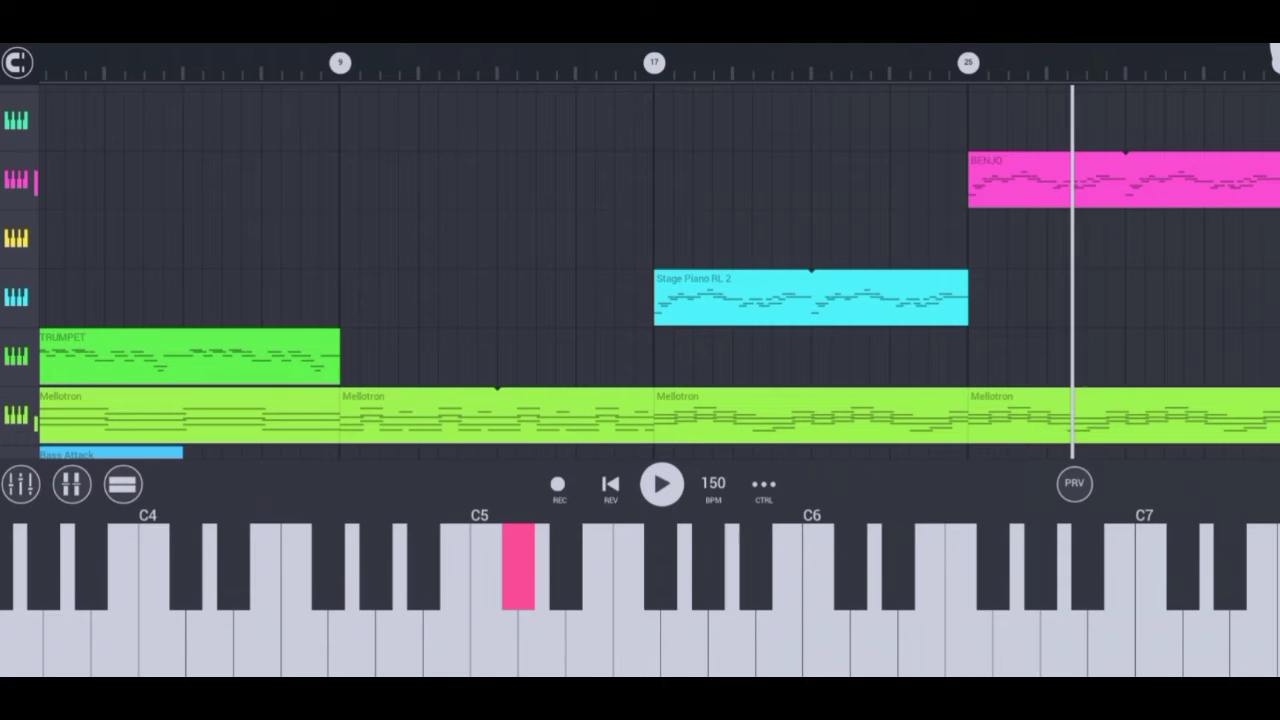 9 17 25
BENJO
Stage Piano RL 2
TRUMPET
Mellotron Mellotron Mellotron Mellotron
Bass Attack
150 PRV
REC REV BPM CTRL
C4 C5 C6 C7